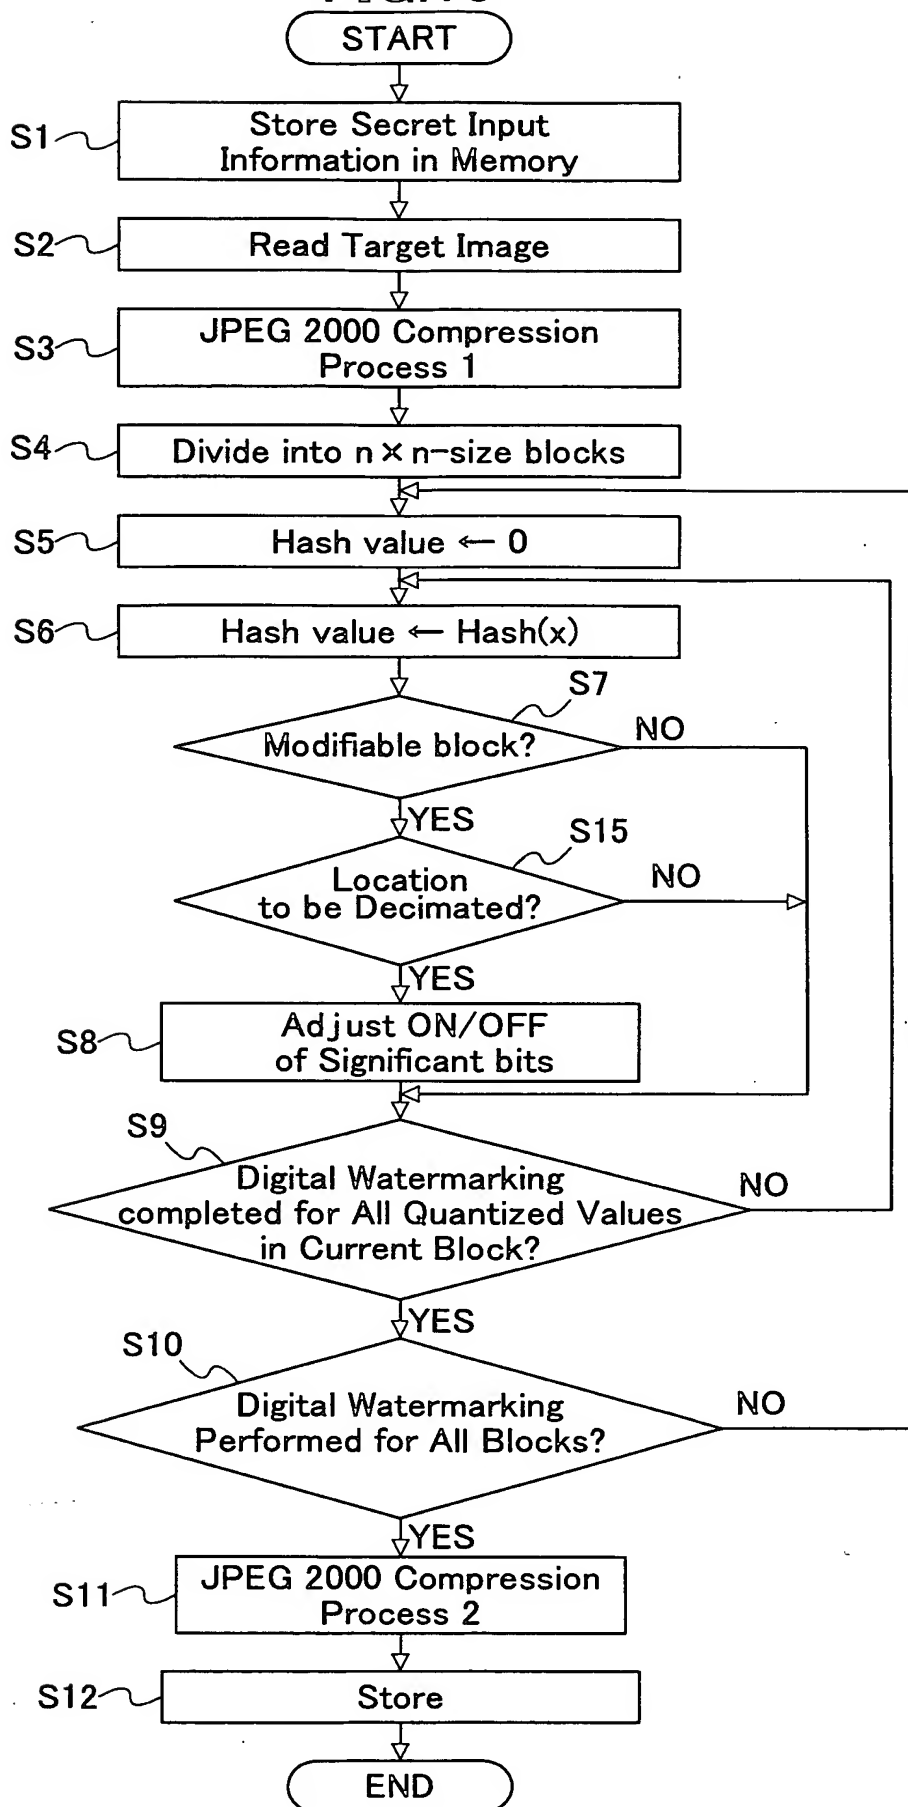 START
S1
Store Secret Input
Information in Memory
S2
Read Target Image
S3
JPEG 2000 Compression
Process 1
S4
Divide into n × n-size blocks
S5
Hash value ← 0
S6
Hash value ← Hash(x)
S7
Modifiable block?
NO
YES
S15
Location
to be Decimated?
NO
YES
S8
Adjust ON/OFF
of Significant bits
S9
Digital Watermarking
completed for All Quantized Values
in Current Block?
NO
YES
S10
Digital Watermarking
Performed for All Blocks?
NO
YES
S11
JPEG 2000 Compression
Process 2
S12
Store
END